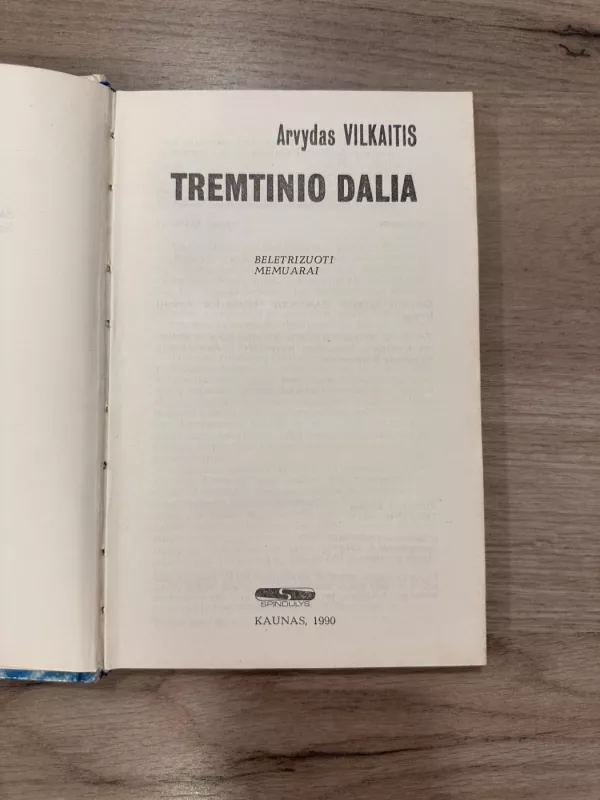 Arvydas VILKAITIS
TREMTINIO DALIA
BELETRIZUOTI
MEMUARAI
SPINDULYS
KAUNAS, 1990